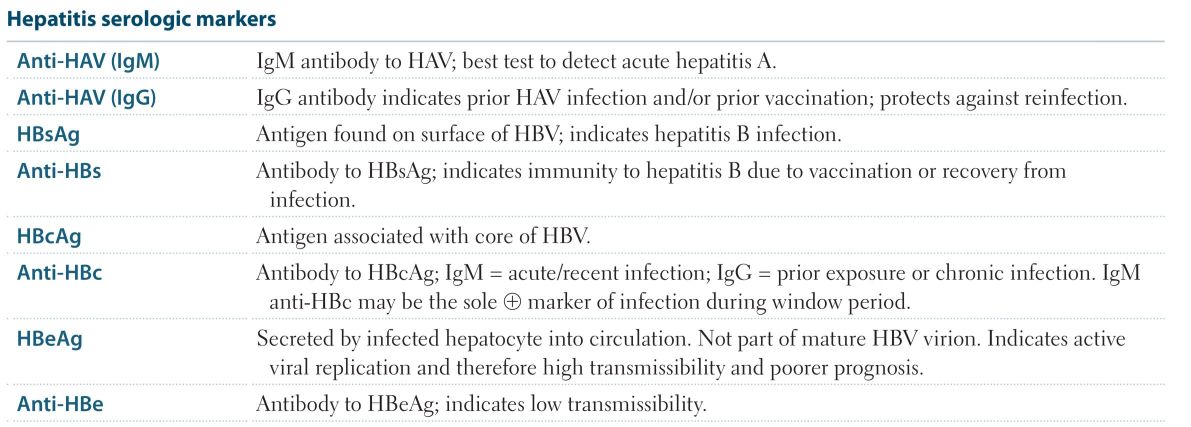 Hepatitis serologic markers
Anti-HAV (IgM) IgM antibody to HAV; best test to detect acute hepatitis A.
Anti-HAV (IgG) IgG antibody indicates prior HAV infection and/or prior vaccination; protects against reinfection.
HBsAg Antigen found on surface of HBV; indicates hepatitis B infection.
Anti-HBs Antibody to HBsAg; indicates immunity to hepatitis B due to vaccination or recovery from
infection.
HBcAg Antigen associated with core of HBV.
Anti-HBc Antibody to HBcAg; IgM = acute/recent infection; IgG = prior exposure or chronic infection. IgM
anti-HBc may be the sole ⊕ marker of infection during window period.
HBeAg Secreted by infected hepatocyte into circulation. Not part of mature HBV virion. Indicates active
viral replication and therefore high transmissibility and poorer prognosis.
Anti-HBe Antibody to HBeAg; indicates low transmissibility.